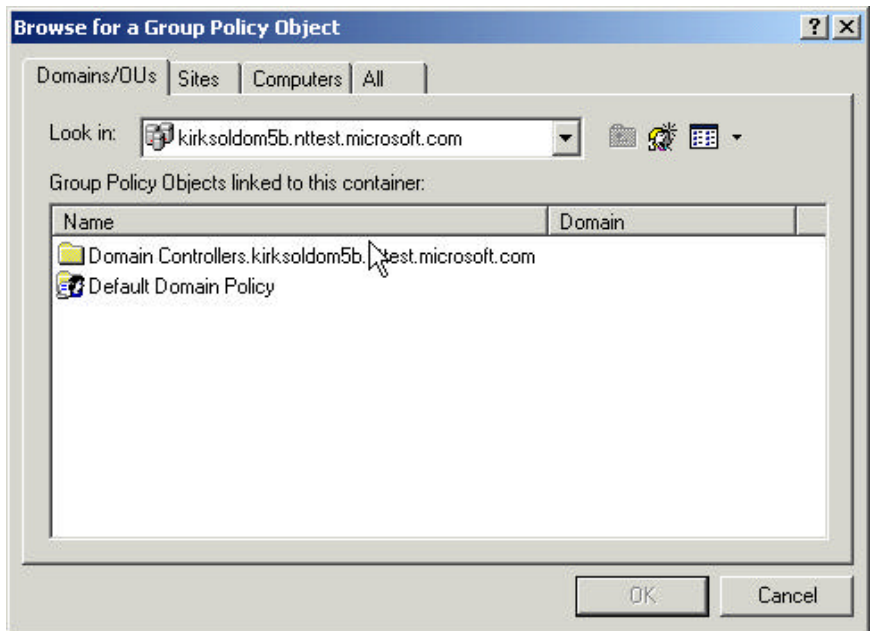 Browse for a Group Policy Object
Domains/OUs Sites Computers All
Look in: kirksoldom5b.nttest.microsoft.com
Group Policy Objects linked to this container:
Name Domain
Domain Controllers.kirksoldom5b. test.microsoft.com
Default Domain Policy
OK Cancel